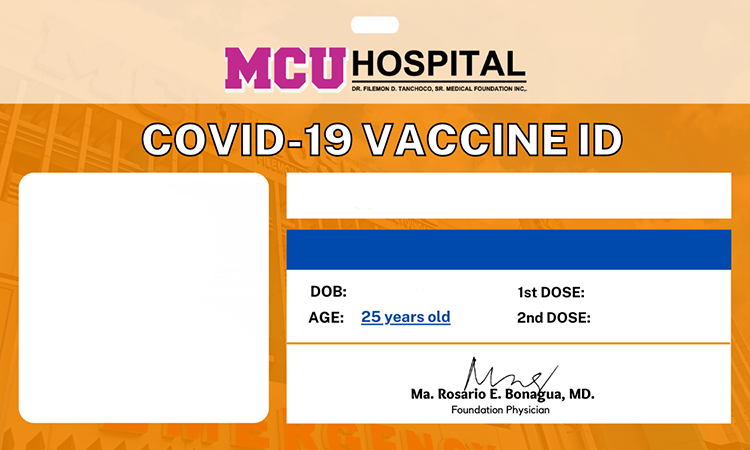 MCU HOSPITAL
DR. FILEMON D. TANCHOCO, SR. MEDICAL FOUNDATION INC,.
COVID-19 VACCINE ID
DOB:
1st DOSE:
AGE: 25 years old
2nd DOSE:
Ma. Rosario E. Bonagua, MD.
Foundation Physician
EMERGENCY